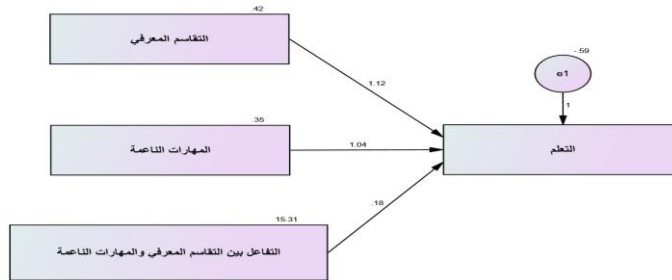 .42
التقاسم المعرفي
-.59
e1
1.12
1
.35
المهارات الناعمة
1.04
التعلم
.18
15.31
التفاعل بين التقاسم المعرفي والمهارات الناعمة